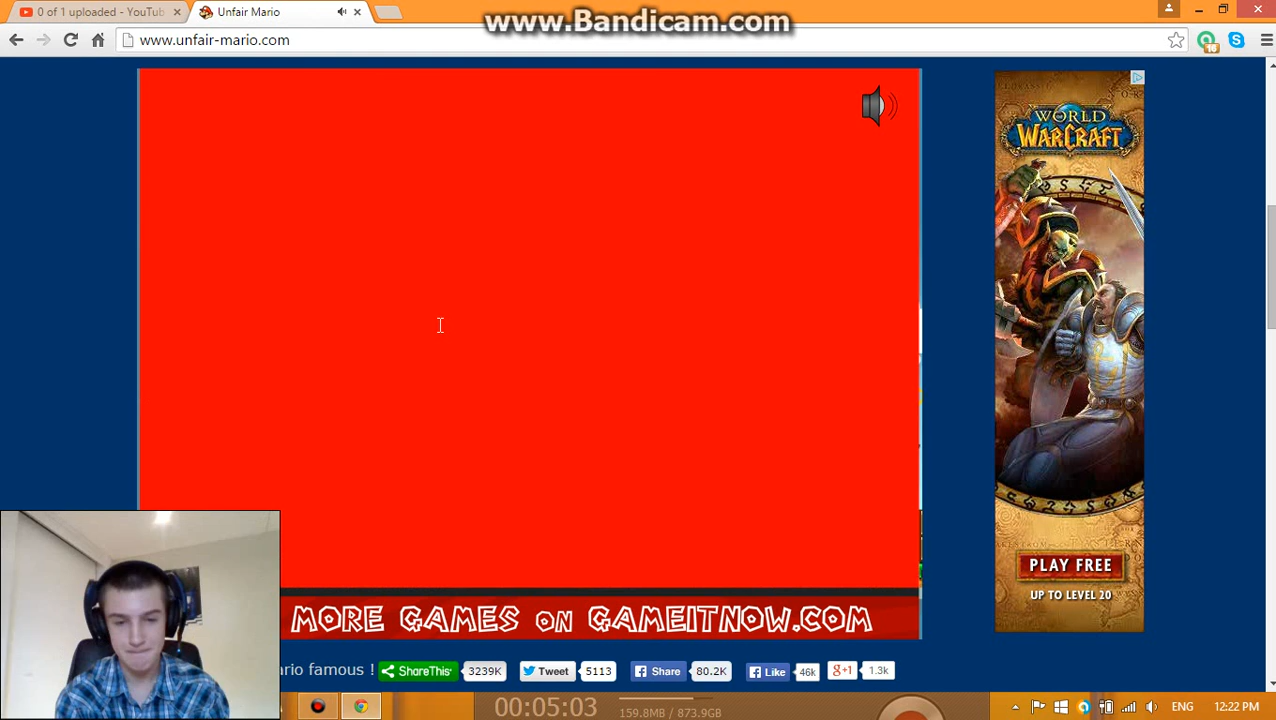 www.Bandicam.com
0 of 1 uploaded - YouTub
Unfair Mario
www.unfair-mario.com
16
WORLD
WARCRAFT
PLAY FREE
UP TO LEVEL 20
MORE GAMES ON GAMEITNOW.COM
ario famous !
ShareThis
3239K
Tweet
5113
Share
80.2K
Like
46k
g+1
1.3k
00:05:03
159.8MB / 873.9GB
ENG
12:22 PM